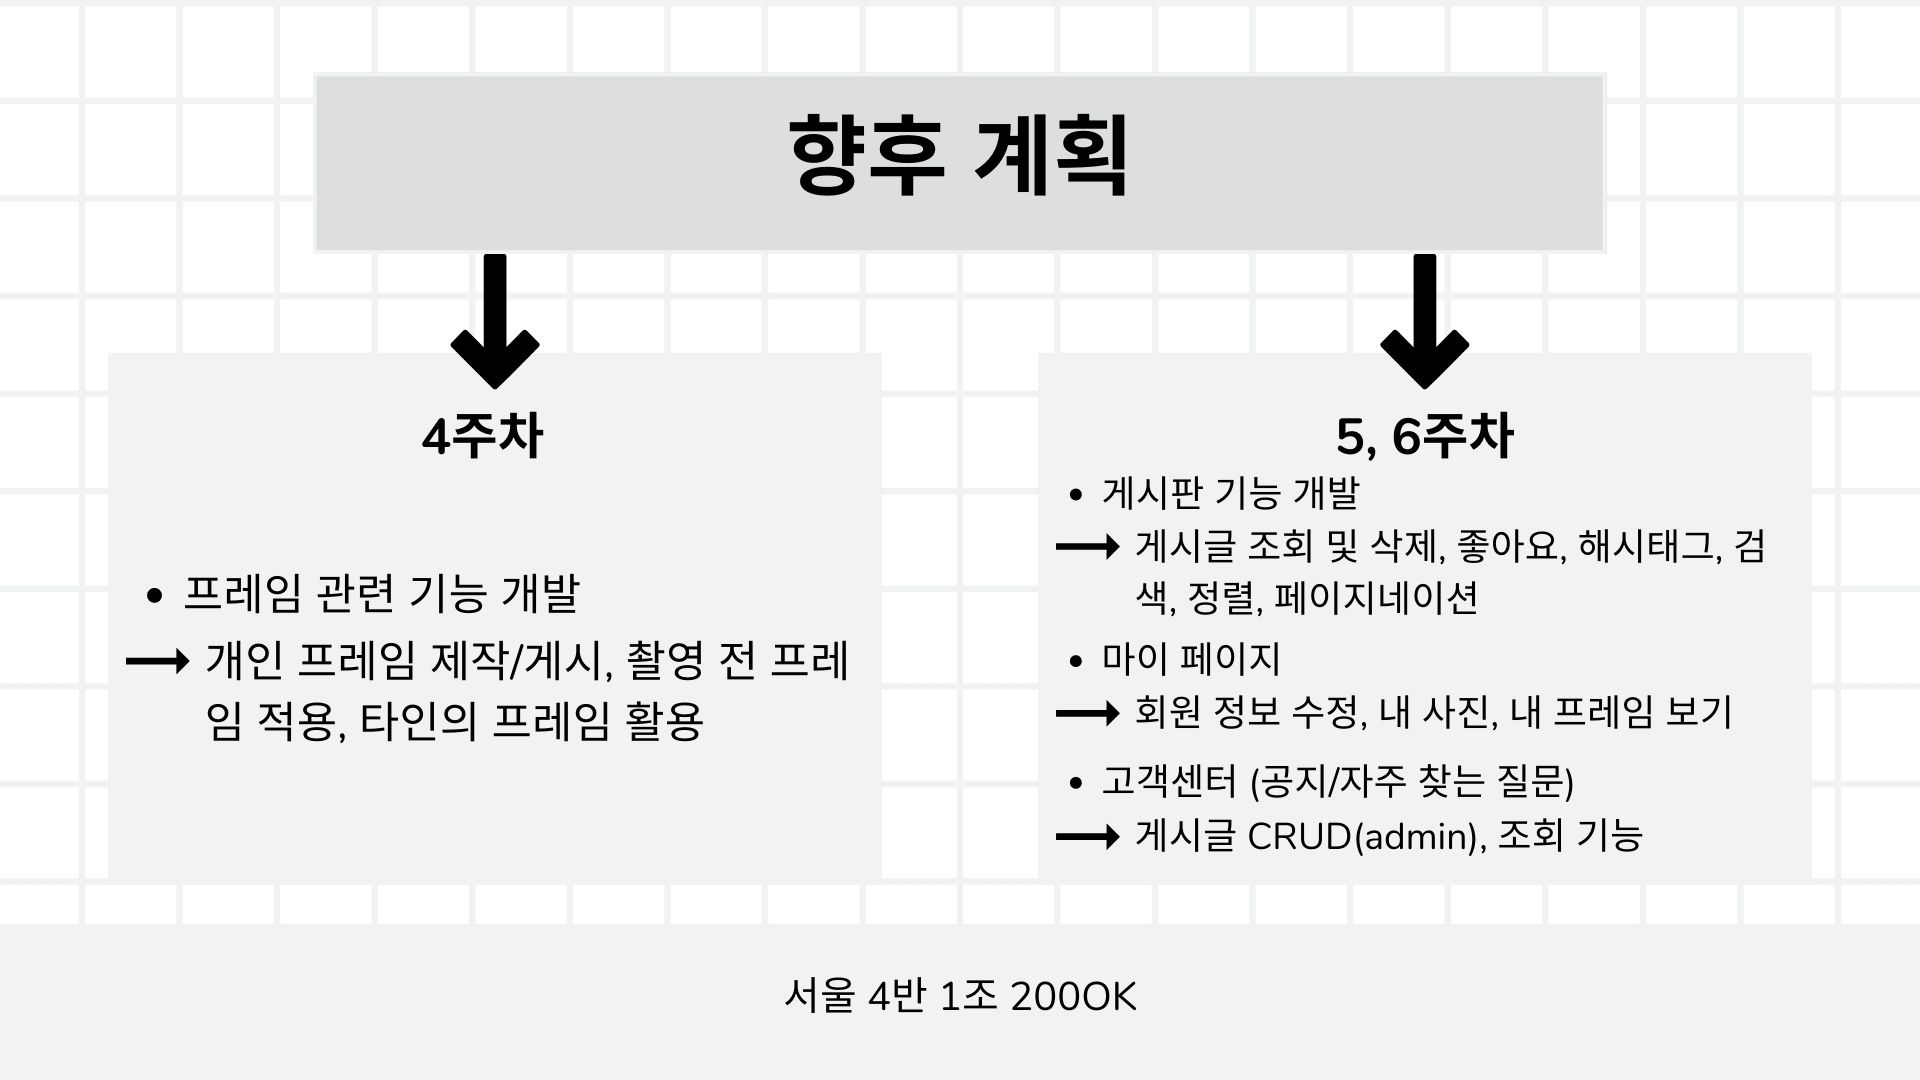 향후 계획
4주차
프레임 관련 기능 개발
개인 프레임 제작/게시, 촬영 전 프레
임 적용, 타인의 프레임 활용
5, 6주차
게시판 기능 개발
게시글 조회 및 삭제, 좋아요, 해시태그, 검
색, 정렬, 페이지네이션
마이 페이지
회원 정보 수정, 내 사진, 내 프레임 보기
고객센터 (공지/자주 찾는 질문)
게시글 CRUD(admin), 조회 기능
서울 4반 1조 200OK